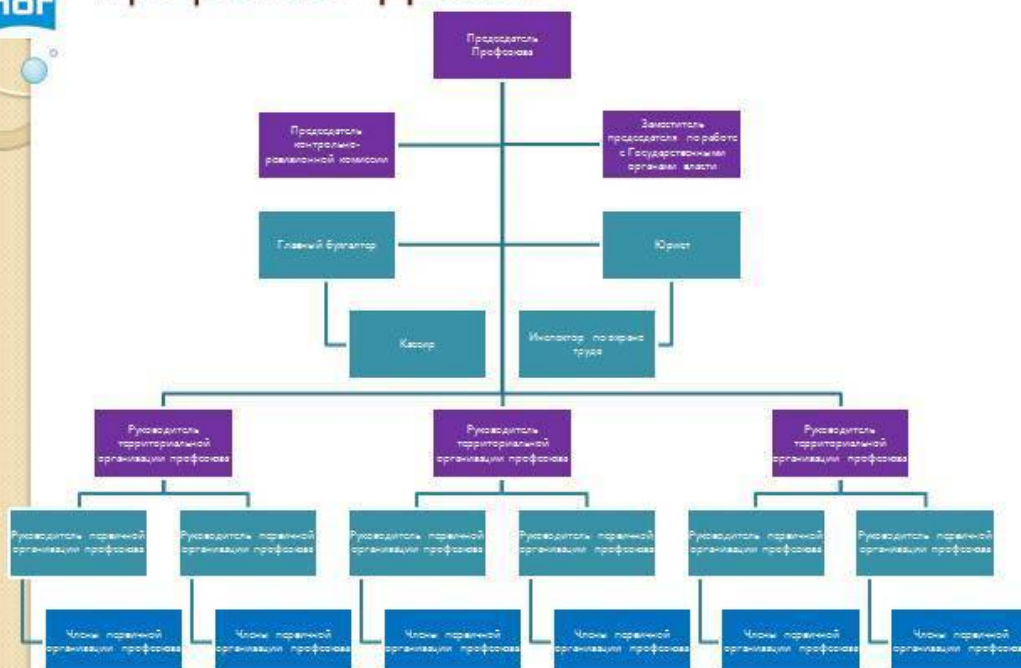 Председатель
Профсоюза
Председатель
контрольно-
ревизионной комиссии
Заместитель
председателя по работе
с Государственными
органами власти
Главный бухгалтер
Юрист
Кассир
Инспектор по охране
труда
Руководитель
территориальной
организации профсоюза
Руководитель
территориальной
организации профсоюза
Руководитель
территориальной
организации профсоюза
Руководитель первичной
организации профсоюза
Руководитель первичной
организации профсоюза
Руководитель первичной
организации профсоюза
Руководитель первичной
организации профсоюза
Руководитель первичной
организации профсоюза
Руководитель первичной
организации профсоюза
Члены первичной
организации профсоюза
Члены первичной
организации профсоюза
Члены первичной
организации профсоюза
Члены первичной
организации профсоюза
Члены первичной
организации профсоюза
Члены первичной
организации профсоюза